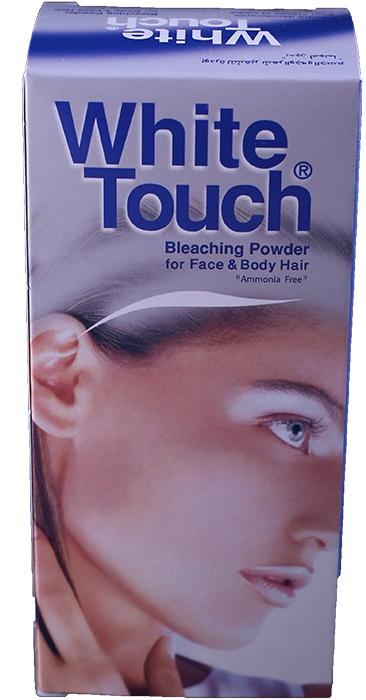 White
Touch
White
Touch®
Bleaching Powder
for Face & Body Hair
"Ammonia Free"